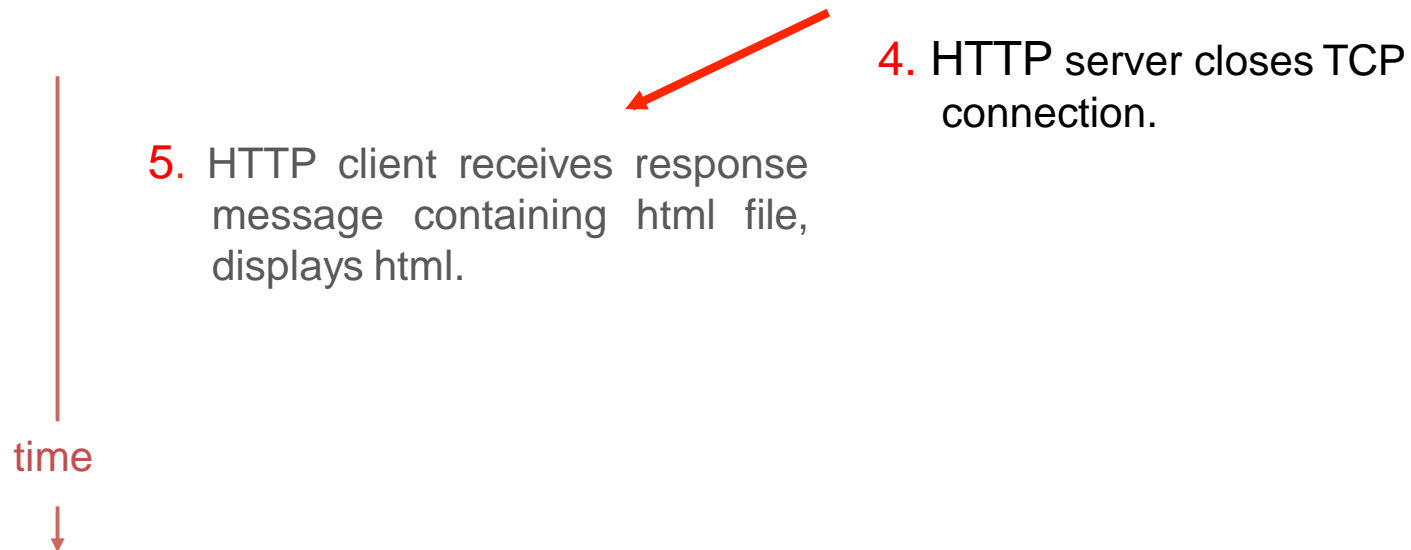 4. HTTP server closes TCP
connection.
5. HTTP client receives response
message containing html file,
displays html.
time